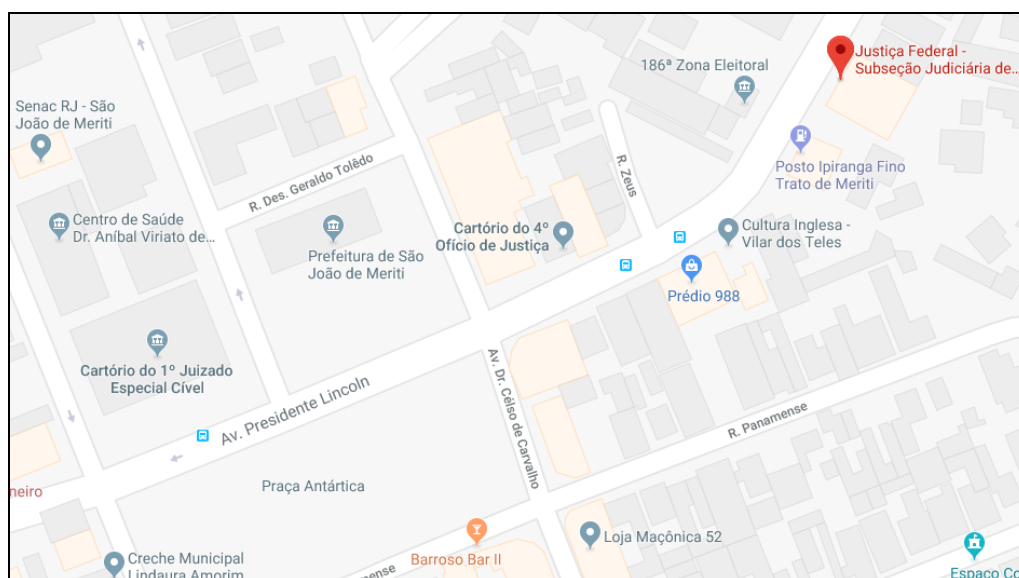 Justiça Federal -
Subseção Judiciária de...
186ª Zona Eleitoral
Senac RJ - São
João de Meriti
Posto Ipiranga Fino
Trato de Meriti
R. Des. Geraldo Tolêdo
R. Zeus
Centro de Saúde
Dr. Aníbal Viriato de...
Prefeitura de São
João de Meriti
Cartório do 4º
Ofício de Justiça
Cultura Inglesa -
Vilar dos Teles
Prédio 988
Cartório do 1º Juizado
Especial Cível
Av. Presidente Lincoln
Av. Dr. Célso de Carvalho
R. Panamense
neiro
Praça Antártica
Barroso Bar II
Loja Maçônica 52
Creche Municipal
Lindaura Amorim
Panamense
Espaço Co